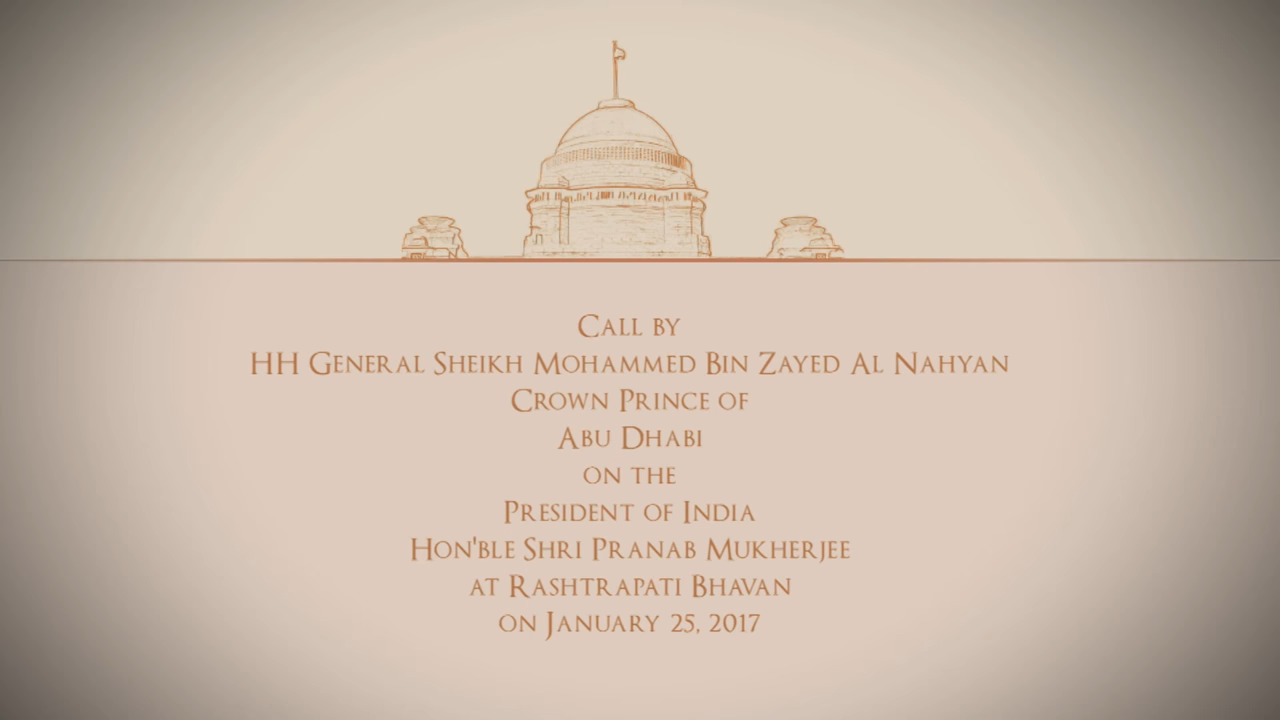 Call by
HH General Sheikh Mohammed Bin Zayed Al Nahyan
Crown Prince of
Abu Dhabi
on the
President of India
Hon'ble Shri Pranab Mukherjee
at Rashtrapati Bhavan
on January 25, 2017